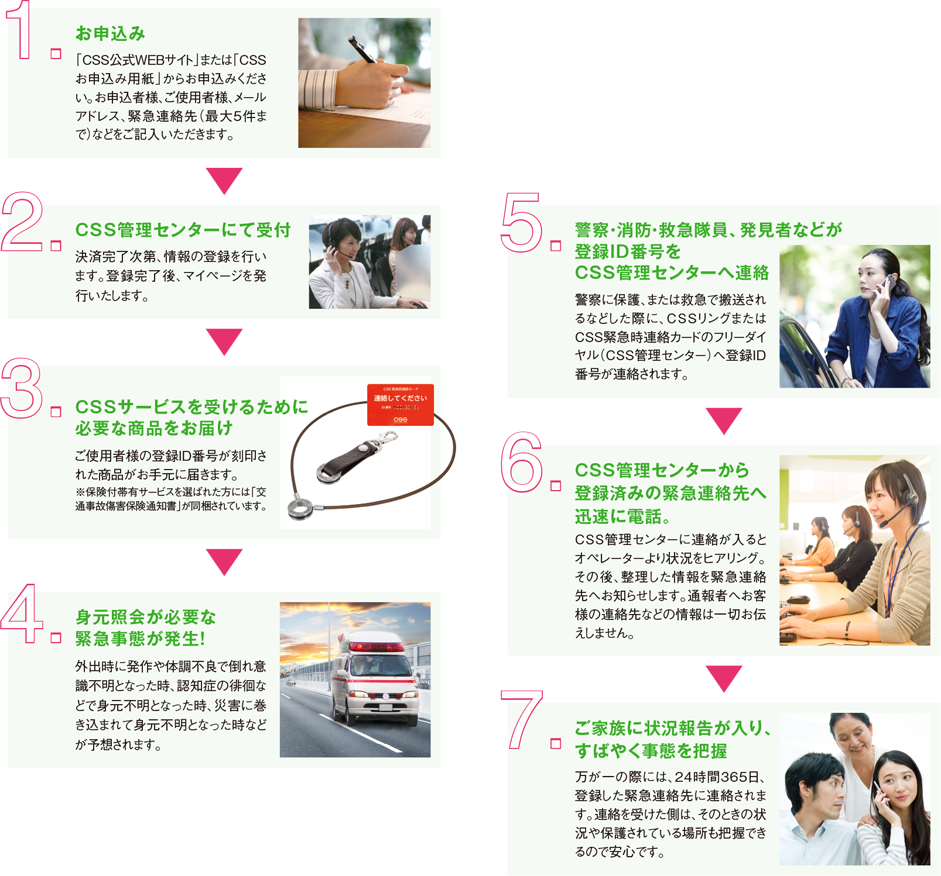 1.
お申込み
「CSS公式WEBサイト」または「CSS
お申込み用紙」からお申込みくださ
い。お申込者様、ご使用者様、メール
アドレス、緊急連絡先（最大5件ま
で）などをご記入いただきます。
2.
CSS管理センターにて受付
決済完了次第、情報の登録を行い
ます。登録完了後、マイページを発
行いたします。
3.
CSSサービスを受けるために
必要な商品をお届け
ご使用者様の登録ID番号が刻印さ
れた商品がお手元に届きます。
※保険付帯有サービスを選ばれた方には「交
通事故傷害保険通知書」が同梱されています。
CSS 緊急時連絡カード
連絡してください
CSS
4.
身元照会が必要な
緊急事態が発生！
外出時に発作や体調不良で倒れ意
識不明となった時、認知症の徘徊な
どで身元不明となった時、災害に巻
き込まれて身元不明となった時など
が予想されます。
5.
警察・消防・救急隊員、発見者などが
登録ID番号を
CSS管理センターへ連絡
警察に保護、または救急で搬送され
るなどした際に、CSSリングまたは
CSS緊急時連絡カードのフリーダイ
ヤル（CSS管理センター）へ登録ID
番号が連絡されます。
6.
CSS管理センターから
登録済みの緊急連絡先へ
迅速に電話。
CSS管理センターに連絡が入ると
オペレーターより状況をヒアリング。
その後、整理した情報を緊急連絡
先へお知らせします。通報者へお客
様の連絡先などの情報は一切お伝
えしません。
7.
ご家族に状況報告が入り、
すばやく事態を把握
万が一の際には、24時間365日、
登録した緊急連絡先に連絡されま
す。連絡を受けた側は、そのときの状
況や保護されている場所も把握でき
るので安心です。